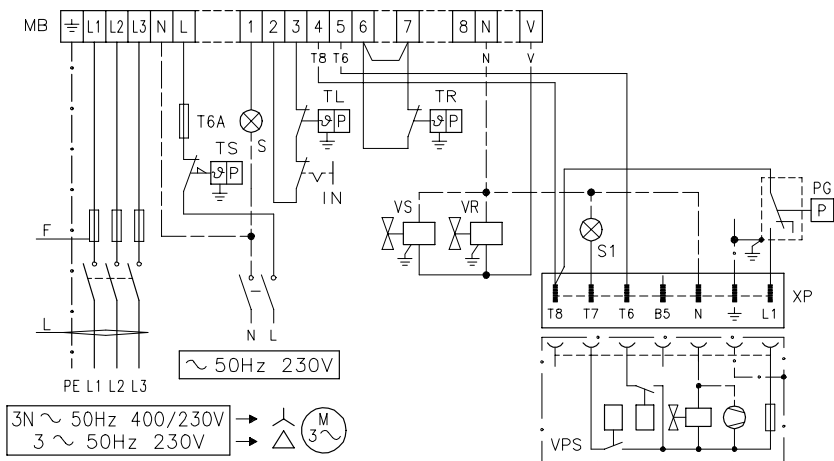 MB ⏚ L1 L2 L3 N L 1 2 3 4 5 6 7 8 N V
T8 T6 N V
T6A S TL ϑ P TR ϑ P
TS ϑ P
IN
PG P
F
VS VR S1
XP
T8 T7 T6 B5 N ⏚ L1
L
N L
~ 50Hz 230V
PE L1 L2 L3
3N ~ 50Hz 400/230V
3 ~ 50Hz 230V
M
3~
VPS